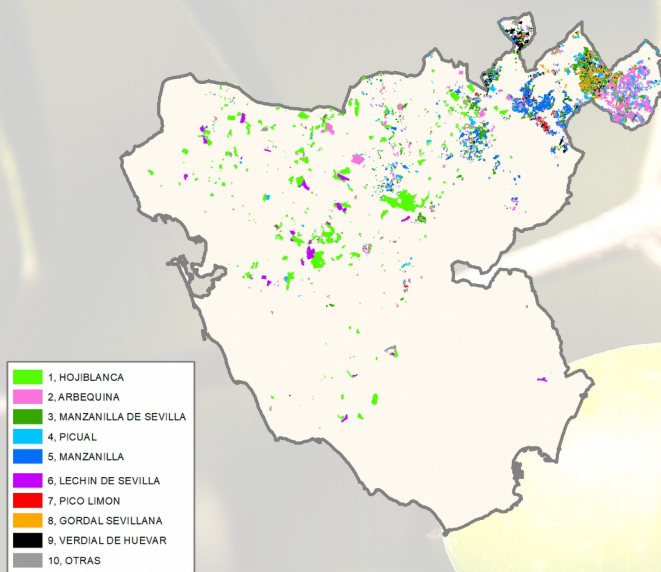 1, HOJIBLANCA
2, ARBEQUINA
3, MANZANILLA DE SEVILLA
4, PICUAL
5, MANZANILLA
6, LECHIN DE SEVILLA
7, PICO LIMON
8, GORDAL SEVILLANA
9, VERDIAL DE HUEVAR
10, OTRAS